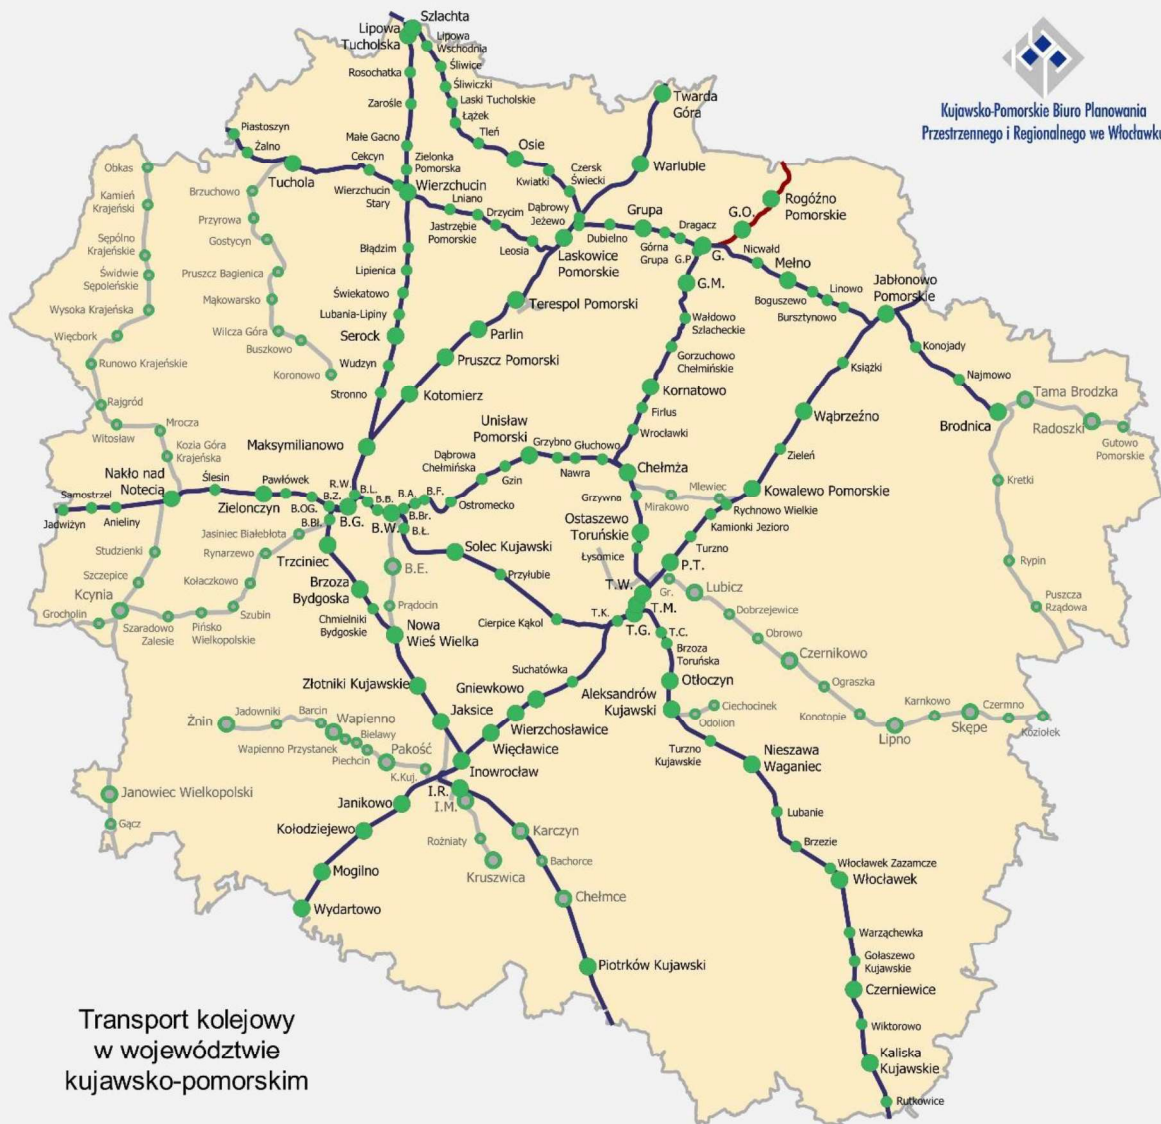 Szlachta
Lipowa
Tucholska
Lipowa
Wschodnia
Rosochatka
Śliwice
Śliwiczki
Zarośle
Laski Tucholskie
Łążek
Twarda
Góra
Kujawsko-Pomorskie Biuro Planowania
Przestrzennego i Regionalnego we Włocławku
Piastoszyn
Żalno
Małe Gacno
Tleń
Osie
Cekcyn
Zielonka
Pomorska
Kwiatki
Czersk
Świecki
Warlubie
Obkas
Tuchola
Brzuchowo
Wierzchucin
Stary
Wierzchucin
Lniano
Drzycim
Dąbrowy
Jeżewo
Grupa
Dragacz
G.O.
Rogóźno
Pomorskie
Kamień
Krajeński
Przyrowa
Jastrzębie
Pomorskie
Leosia
Dubielno
Górna
Grupa
G.P.
G.
Nicwałd
Sępólno
Krajeńskie
Gostycyn
Błądzim
Laskowice
Pomorskie
Mełno
Świdwie
Sępoleńskie
Pruszcz Bagienica
Lipienica
G.M.
Linowo
Jabłonowo
Pomorskie
Boguszewo
Bursztynowo
Wysoka Krajeńska
Mąkowarsko
Świekatowo
Terespol Pomorski
Lubania-Lipiny
Wałdowo
Szlacheckie
Więcbork
Wilcza Góra
Buszkowo
Serock
Parlin
Konojady
Runowo Krajeńskie
Koronowo
Wudzyn
Pruszcz Pomorski
Gorzuchowo
Chełmińskie
Książki
Najmowo
Stronno
Kotomierz
Kornatowo
Rajgród
Firlus
Wąbrzeźno
Brodnica
Tama Brodzka
Radoszki
Gutowo
Pomorskie
Witosław
Mrocza
Kozia Góra
Krajeńska
Maksymilianowo
Unisław
Pomorski
Wrocławki
Dąbrowa
Chełmińska
Grzybno
Głuchowo
Zieleń
Nakło nad
Notecią
Ślesin
Pawłówek
R.W.
B.L.
Gzin
Nawra
Chełmża
Kretki
Samostrzel
Jadwiżyn
Anieliny
Zielonczyn
B.Z.
B.OG.
B.G.
B.B.
B.A.
B.F.
Ostromecko
Mlewiec
Kowalewo Pomorskie
B.W.
B.Br.
Grzywna
Mirakowo
Rychnowo Wielkie
B.Ł.
B.Bł.
Jasiniec Białebłota
Ostaszewo
Toruńskie
Kamionki Jezioro
Studzienki
Rynarzewo
Trzciniec
Solec Kujawski
Łysomice
Turzno
Szczepice
Kołaczkowo
B.E.
Przyłubie
P.T.
Rypin
Kcynia
Brzoza
Bydgoska
T.W.
Gr.
Lubicz
Grocholin
Szaradowo
Zalesie
Pińsko
Wielkopolskie
Szubin
Chmielniki
Bydgoskie
Prądocin
T.K.
T.M.
Dobrzejewice
Puszcza
Rządowa
Nowa
Wieś Wielka
Cierpice Kąkol
T.G.
T.C.
Brzoza
Toruńska
Obrowo
Czernikowo
Suchatówka
Złotniki Kujawskie
Gniewkowo
Otłoczyn
Ograszka
Aleksandrów
Kujawski
Ciechocinek
Odolion
Żnin
Jadowniki
Barcin
Wapienno
Jaksice
Wierzchosławice
Konotopie
Karnkowo
Czermno
Wapienno Przystanek
Bielawy
Piechcin
Pakość
Więcławice
Turzno
Kujawskie
Nieszawa
Waganiec
Lipno
Skępe
Koziołek
K.Kuj.
Inowrocław
Janowiec Wielkopolski
I.R.
I.M.
Janikowo
Lubanie
Gącz
Kołodziejewo
Rożniaty
Karczyn
Brzezie
Bachorce
Włocławek Zazamcze
Mogilno
Kruszwica
Włocławek
Chełmce
Wydartowo
Warząchewka
Gołaszewo
Kujawskie
Piotrków Kujawski
Czerniewice
Transport kolejowy
w województwie
kujawsko-pomorskim
Wiktorowo
Kaliska
Kujawskie
Rutkowice